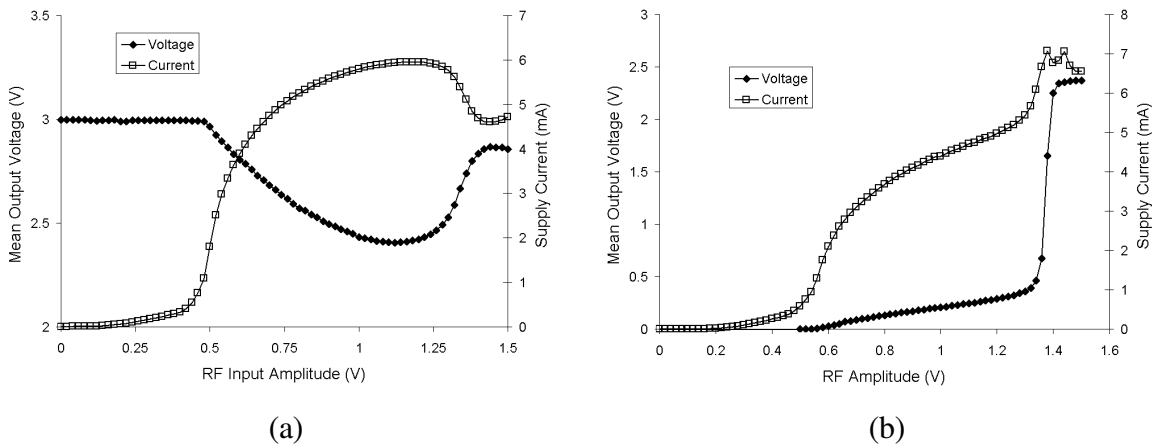 3.5
3
2.5
2
Mean Output Voltage (V)
7
6
5
4
3
2
1
0
Supply Current (mA)
Voltage
Current
0 0.25 0.5 0.75 1 1.25 1.5
RF Input Amplitude (V)
(a)
3
2.5
2
1.5
1
0.5
0
Mean Output Voltage (V)
8
7
6
5
4
3
2
1
0
Supply Current (mA)
Voltage
Current
0 0.2 0.4 0.6 0.8 1 1.2 1.4 1.6
RF Amplitude (V)
(b)